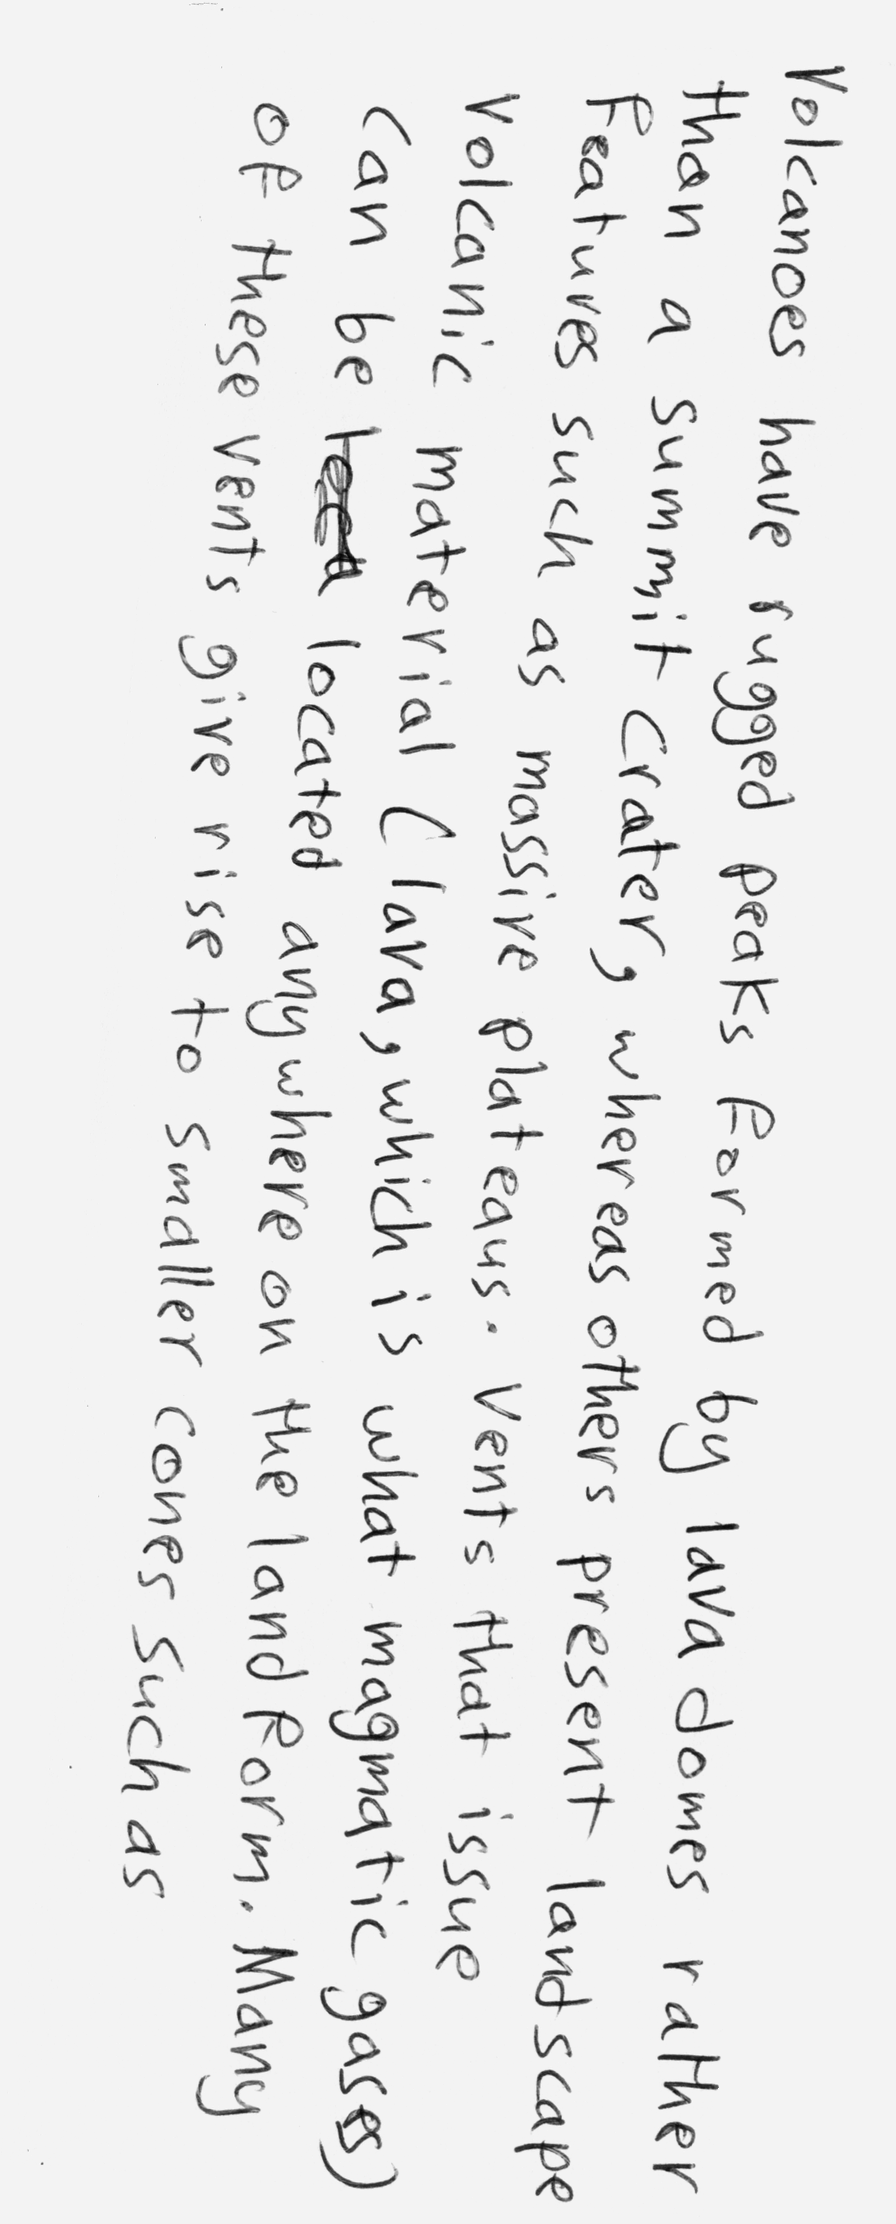 Volcanoes have rugged peaks formed by lava domes rather
than a summit crater, whereas others present landscape
features such as massive plateaus. Vents that issue
volcanic material (lava, which is what magmatic gases)
can be located anywhere on the landform. Many
of these vents give rise to smaller cones such as